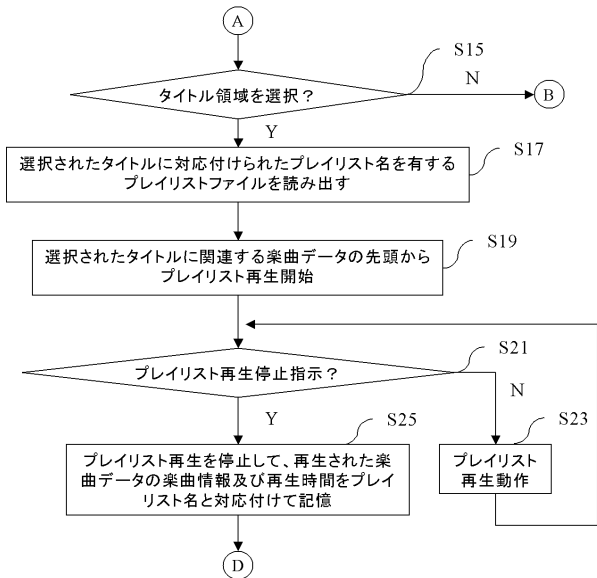 A
S15
タイトル領域を選択？
N
B
Y
S17
選択されたタイトルに対応付けられたプレイリスト名を有する
プレイリストファイルを読み出す
S19
選択されたタイトルに関連する楽曲データの先頭から
プレイリスト再生開始
S21
プレイリスト再生停止指示？
N
Y
S25
S23
プレイリスト再生を停止して、再生された楽
曲データの楽曲情報及び再生時間をプレイ
リスト名と対応付けて記憶
プレイリスト
再生動作
D